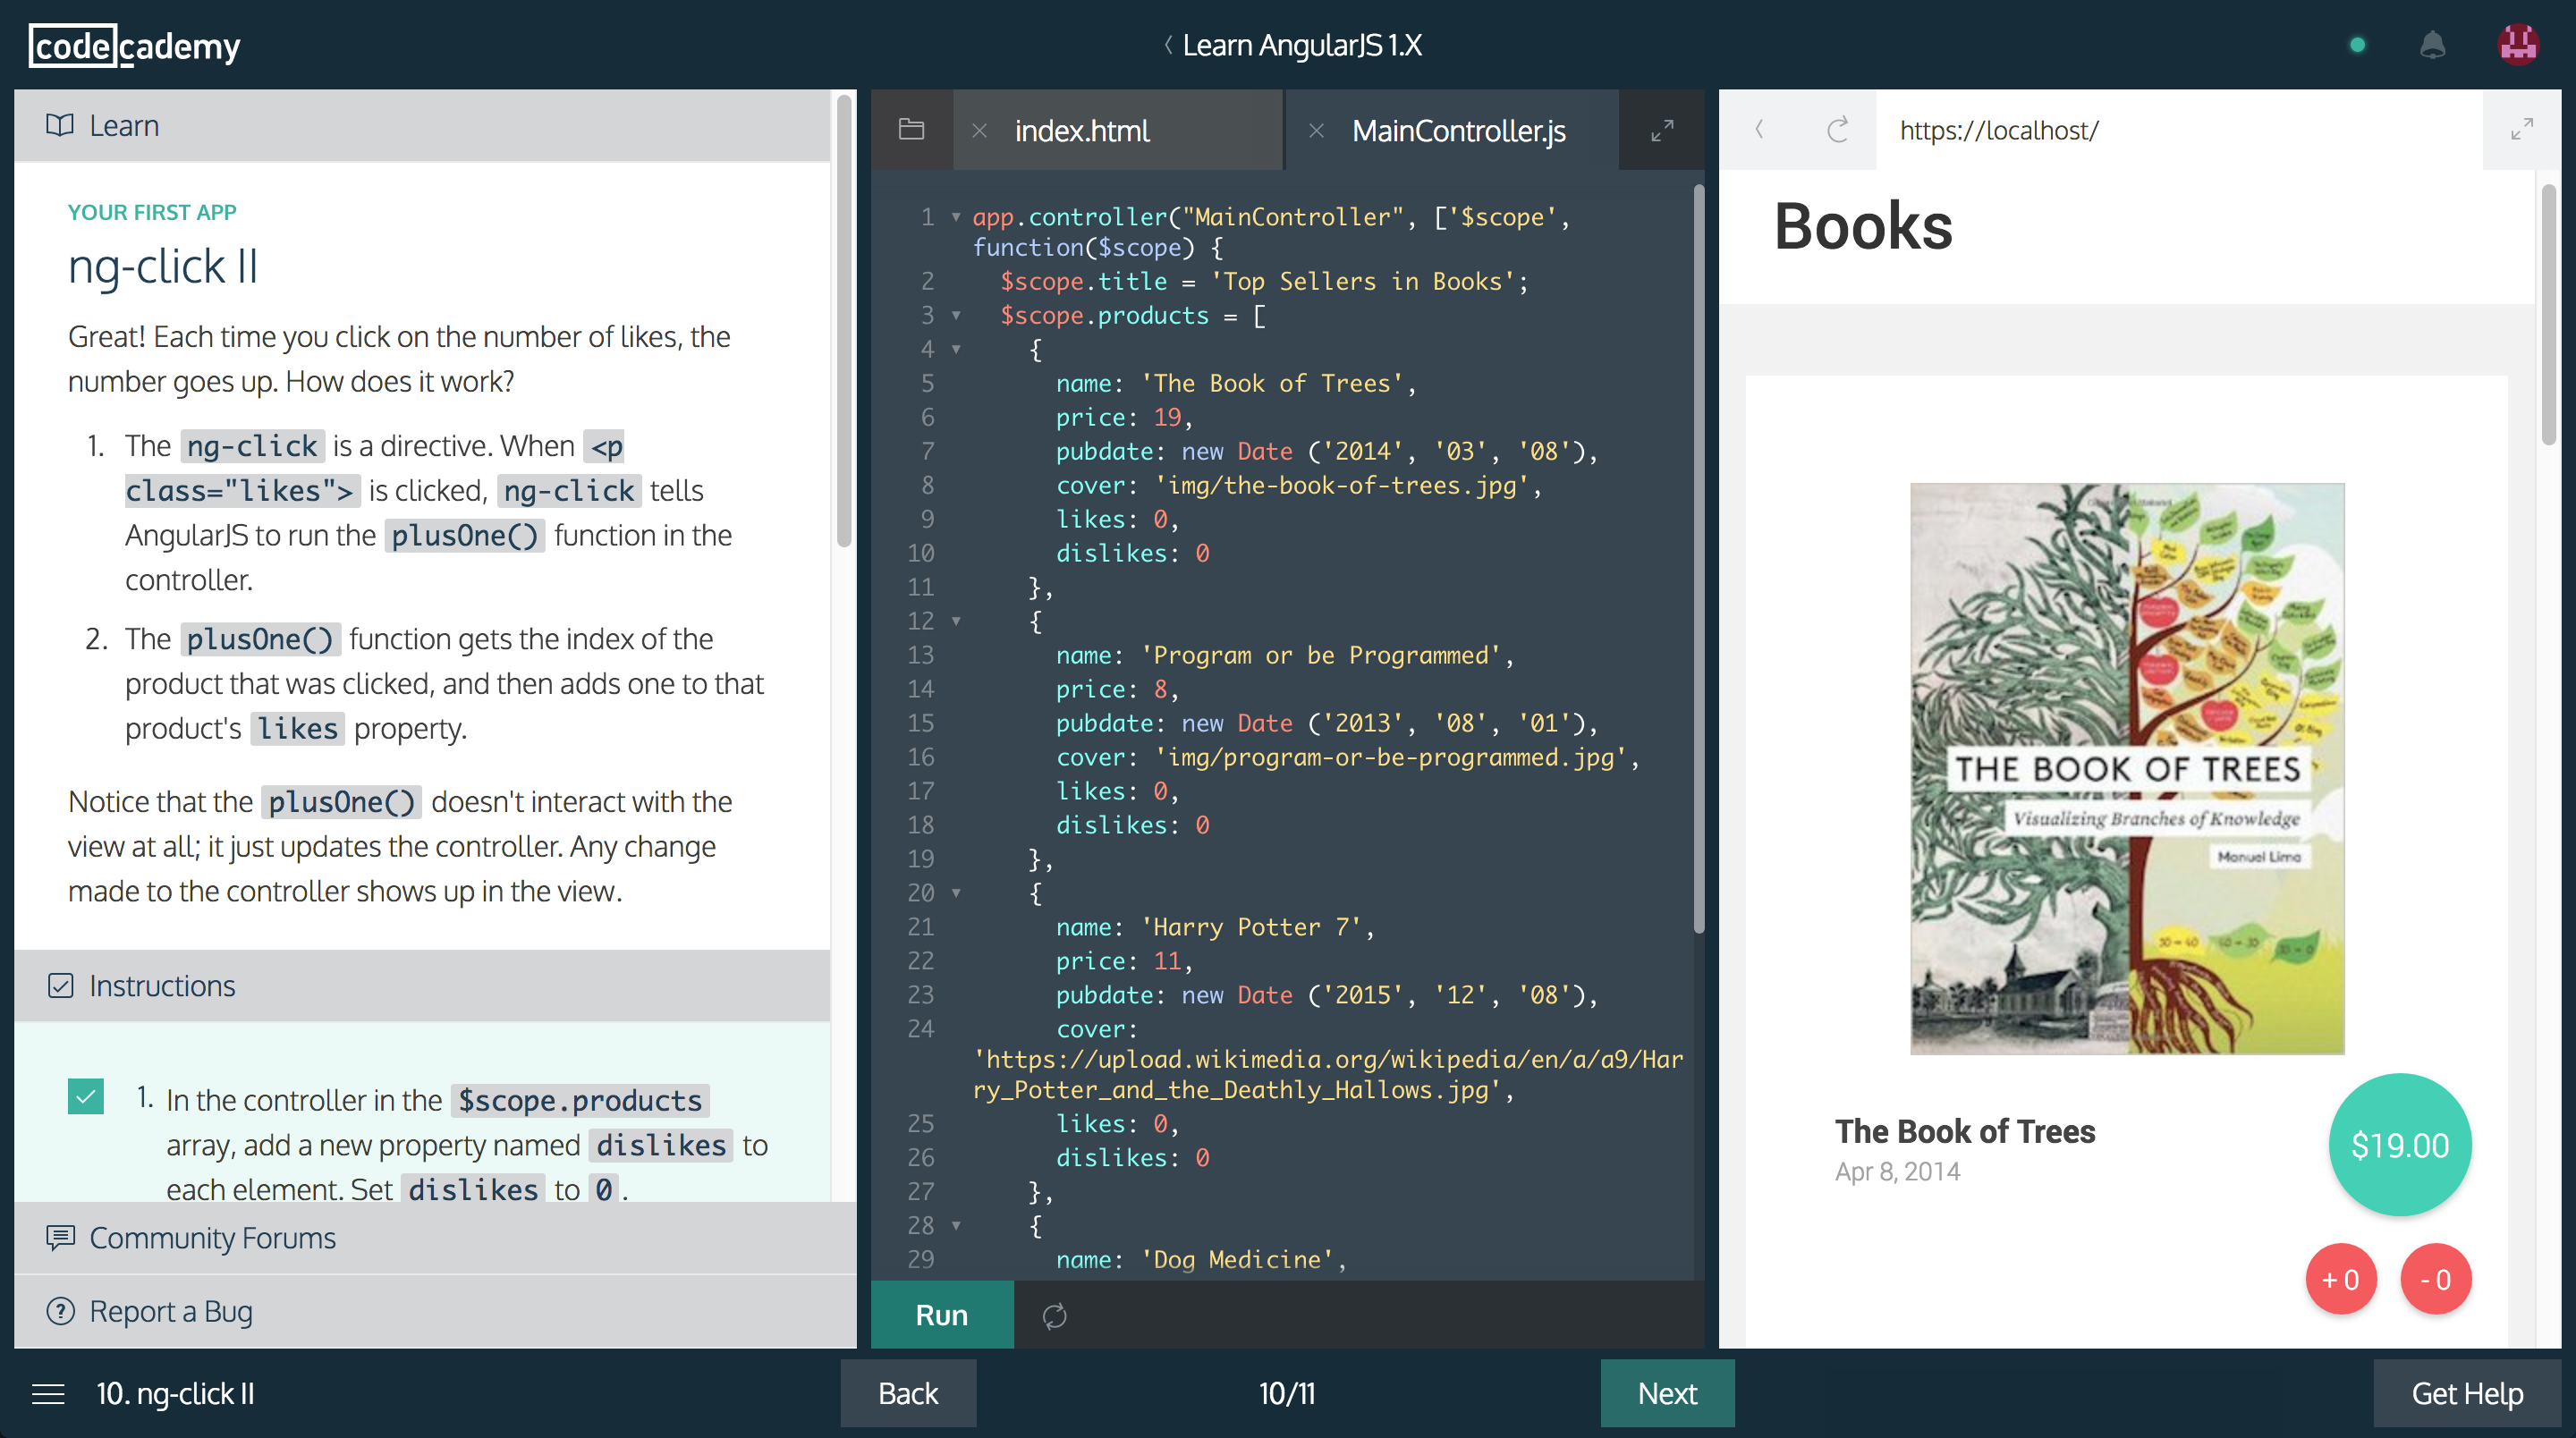 codecademy
Learn AngularJS 1.X
Learn
YOUR FIRST APP
ng-click II
Great! Each time you click on the number of likes, the
number goes up. How does it work?
1. The ng-click is a directive. When <p
class="likes"> is clicked, ng-click tells
AngularJS to run the plusOne() function in the
controller.
2. The plusOne() function gets the index of the
product that was clicked, and then adds one to that
product's likes property.
Notice that the plusOne() doesn't interact with the
view at all; it just updates the controller. Any change
made to the controller shows up in the view.
Instructions
1. In the controller in the $scope.products
array, add a new property named dislikes to
each element. Set dislikes to 0.
Community Forums
Report a Bug
index.html
MainController.js
1 app.controller("MainController", ['$scope',
function($scope) {
2 $scope.title = 'Top Sellers in Books';
3 $scope.products = [
4 {
5 name: 'The Book of Trees',
6 price: 19,
7 pubdate: new Date ('2014', '03', '08'),
8 cover: 'img/the-book-of-trees.jpg',
9 likes: 0,
10 dislikes: 0
11 },
12 {
13 name: 'Program or be Programmed',
14 price: 8,
15 pubdate: new Date ('2013', '08', '01'),
16 cover: 'img/program-or-be-programmed.jpg',
17 likes: 0,
18 dislikes: 0
19 },
20 {
21 name: 'Harry Potter 7',
22 price: 11,
23 pubdate: new Date ('2015', '12', '08'),
24 cover:
'https://upload.wikimedia.org/wikipedia/en/a/a9/Har
ry_Potter_and_the_Deathly_Hallows.jpg',
25 likes: 0,
26 dislikes: 0
27 },
28 {
29 name: 'Dog Medicine',
Run
https://localhost/
Books
THE BOOK OF TREES
Visualizing Branches of Knowledge
Manuel Lima
The Book of Trees
Apr 8, 2014
$19.00
+ 0
- 0
10. ng-click II
Back
10/11
Next
Get Help